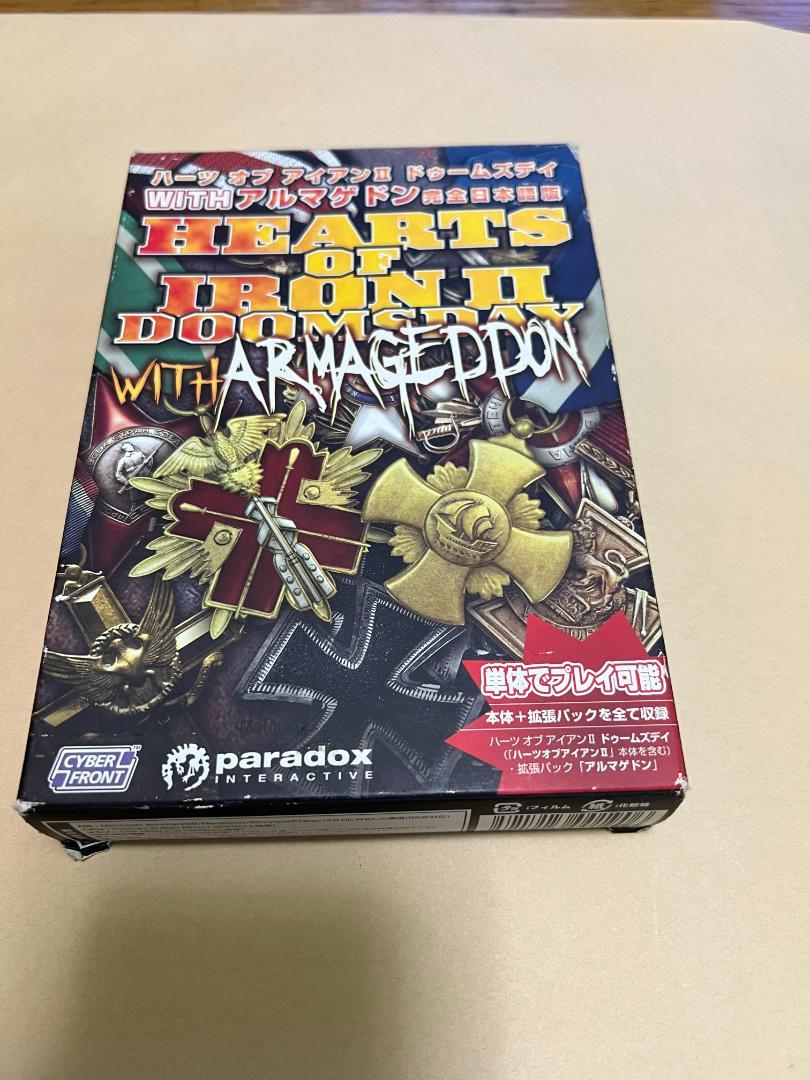 ハーツ オブ アイアンⅡ ドゥームズデイ
WITHアルマゲドン完全日本語版
HEARTS
OF
IRON II
DOOMSDAY
WITH ARMAGEDDON
単体でプレイ可能
本体＋拡張パックを全て収録
ハーツ オブ アイアンⅡ ドゥームズデイ
(「ハーツオブアイアンⅡ」本体を含む)
・拡張パック「アルマゲドン」
CYBER
FRONT
TM
paradox
INTERACTIVE
プラ:フィルム 紙:化粧箱